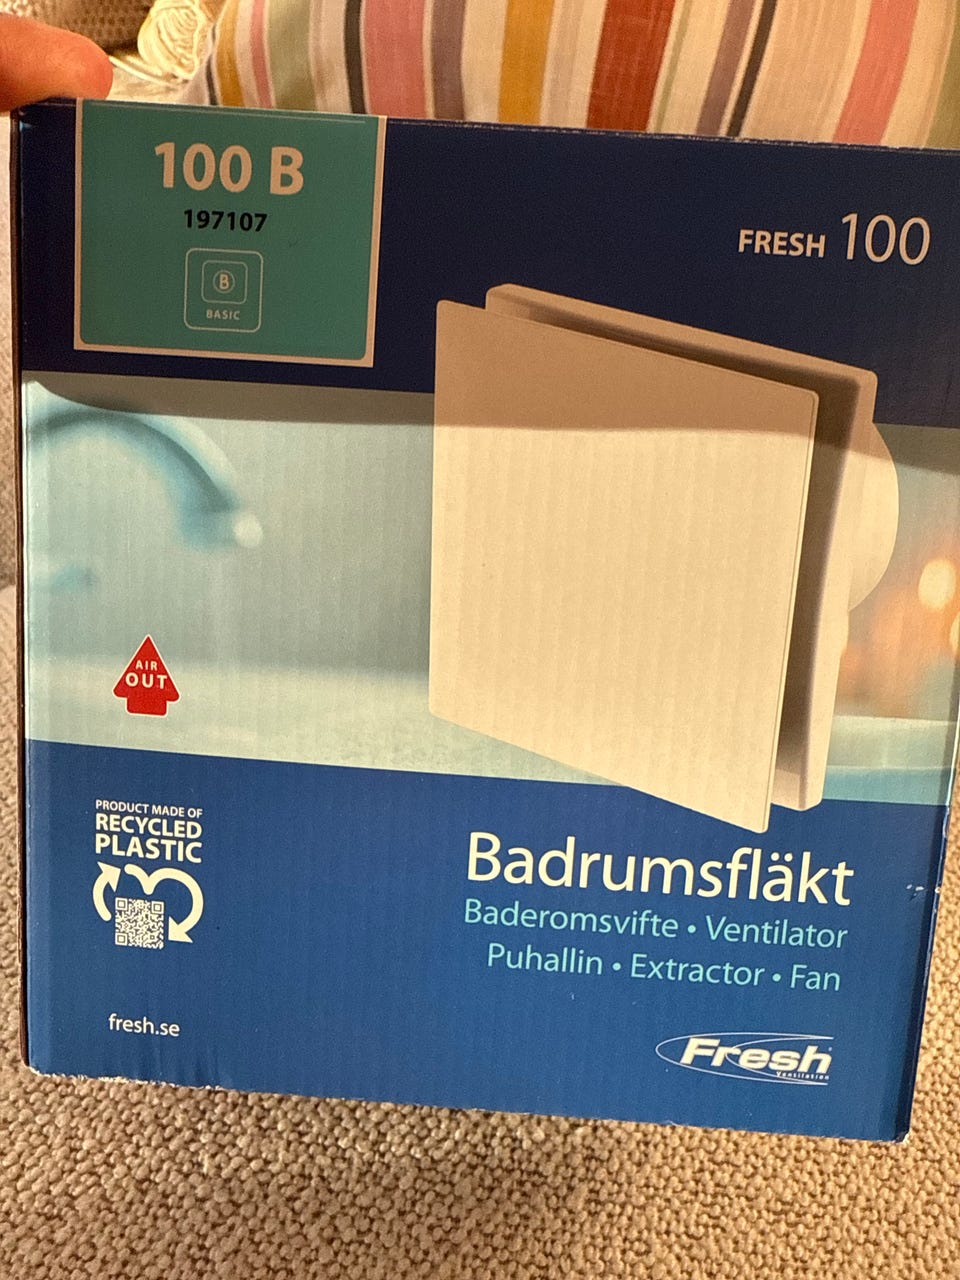 100 B
197107
B
BASIC
FRESH 100
AIR
OUT
PRODUCT MADE OF
RECYCLED
PLASTIC
fresh.se
Badrumsfläkt
Baderomsvifte • Ventilator
Puhallin • Extractor • Fan
Fresh
Ventilation